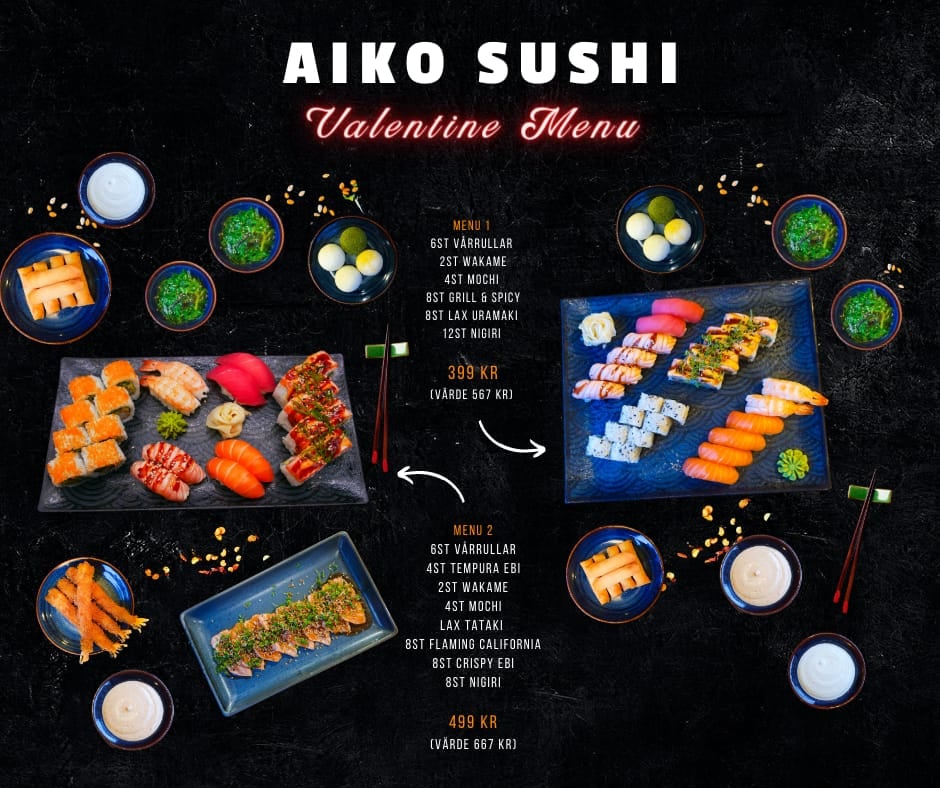 AIKO SUSHI
Valentine Menu
MENU 1
6ST VÅRRULLAR
2ST WAKAME
4ST MOCHI
8ST GRILL & SPICY
8ST LAX URAMAKI
12ST NIGIRI
399 KR
(VÄRDE 567 KR)
MENU 2
6ST VÅRRULLAR
4ST TEMPURA EBI
2ST WAKAME
4ST MOCHI
LAX TATAKI
8ST FLAMING CALIFORNIA
8ST CRISPY EBI
8ST NIGIRI
499 KR
(VÄRDE 667 KR)